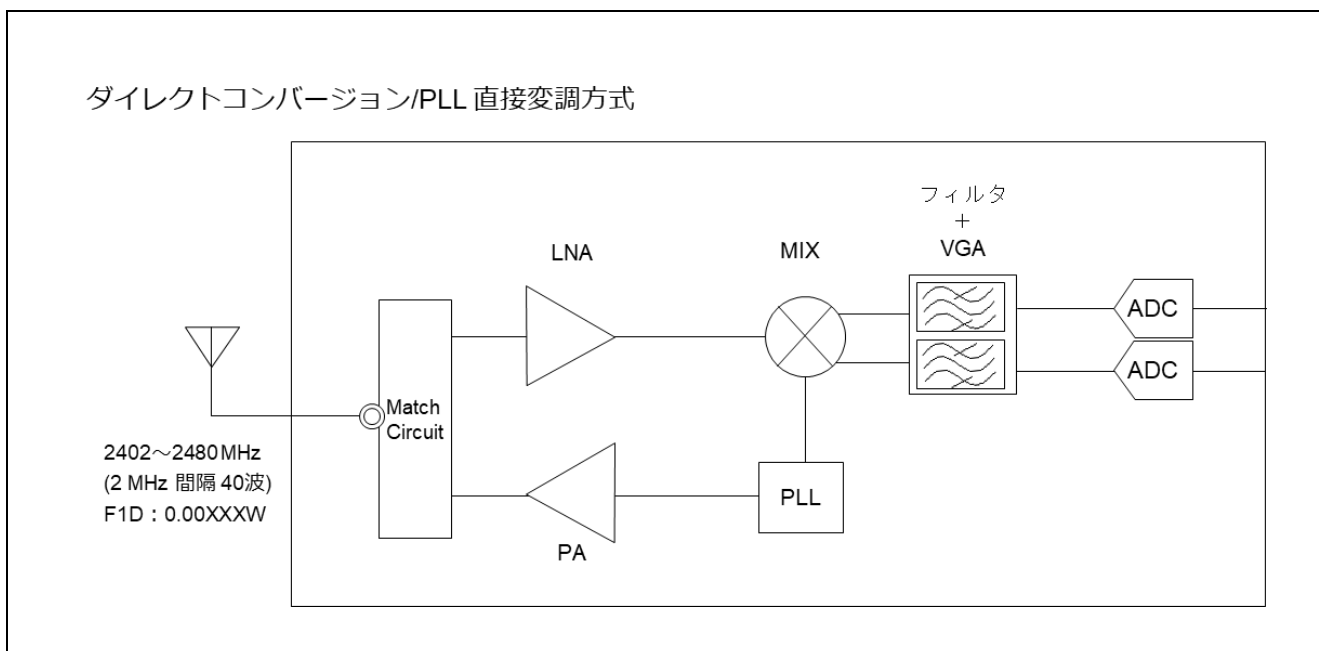 ダイレクトコンバージョン/PLL 直接変調方式
フィルタ
+
VGA
LNA
MIX
ADC
ADC
Match
Circuit
2402～2480MHz
(2 MHz 間隔 40波)
F1D：0.00XXXW
PLL
PA